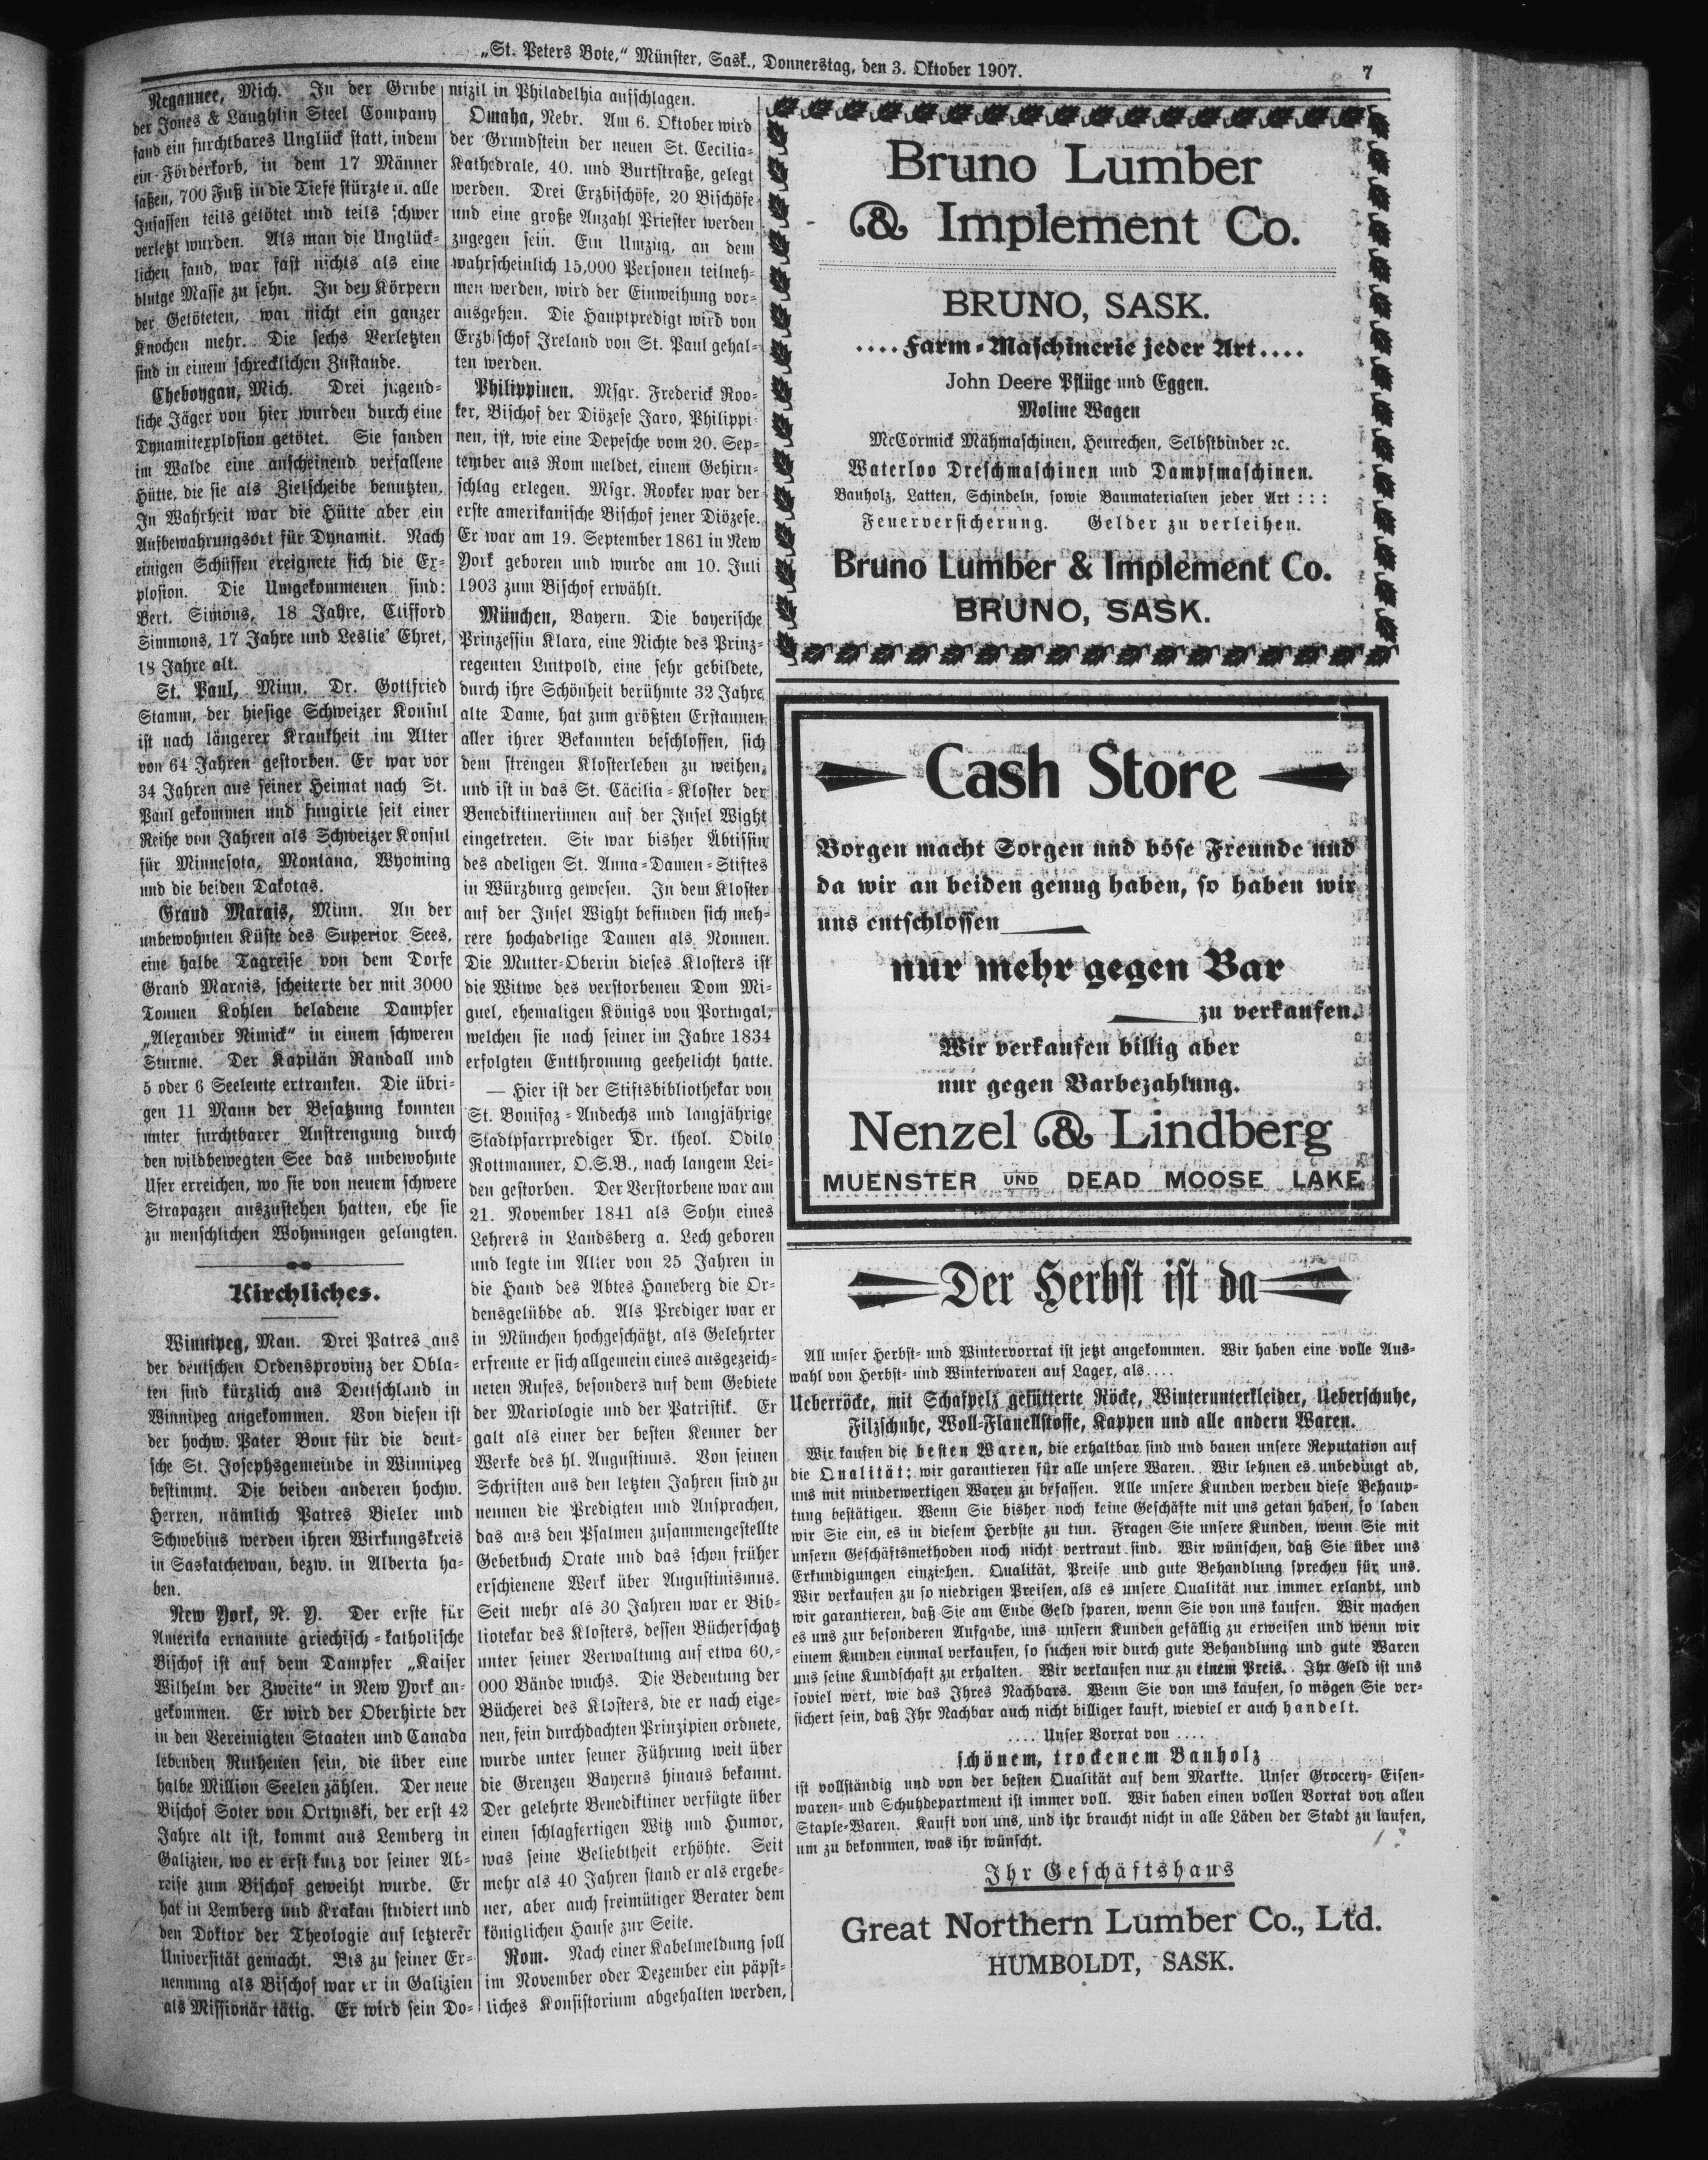 „St. Peters Bote,“ Münster, Sask., Donnerstag, den 3. Oktober 1907.
7
Negaunee, Mich. In der Grube
der Jones & Laughlin Steel Company
fand ein furchtbares Unglück statt, indem
ein Förderkorb, in dem 17 Männer
saßen, 700 Fuß in die Tiefe stürzte u. alle
Insassen teils getötet und teils schwer
verletzt wurden. Als man die Unglück-
lichen fand, war fast nichts als eine
blutge Masse zu sehn. In den Körpern
der Getöteten, war nicht ein ganzer
Knochen mehr. Die sechs Verletzten
sind in einem schrecklichen Zustande.
Cheboygan, Mich. Drei jugend-
liche Jäger von hier wurden durch eine
Dynamitexplosion getötet. Sie fanden
im Walde eine anscheinend verfallene
Hütte, die sie als Zielscheibe benutzten.
In Wahrheit war die Hütte aber ein
Aufbewahrungsort für Dynamit. Nach
einigen Schüssen ereignete sich die Ex-
plosion. Die Umgekommenen sind:
Bert. Simons, 18 Jahre, Clifford
Simmons, 17 Jahre und Leslie Ehret,
18 Jahre alt.
St. Paul, Minn. Dr. Gottfried
Stamm, der hiesige Schweizer Konsul
ist nach längerer Krankheit im Alter
von 64 Jahren gestorben. Er war vor
34 Jahren aus seiner Heimat nach St.
Paul gekommen und fungirte seit einer
Reihe von Jahren als Schweizer Konsul
für Minnesota, Montana, Wyoming
und die beiden Dakotas.
Grand Marais, Minn. An der
unbewohnten Küste des Superior Sees,
eine halbe Tagreise von dem Dorfe
Grand Marais, scheiterte der mit 3000
Tonnen Kohlen beladene Dampfer
„Alexander Nimick“ in einem schweren
Sturme. Der Kapitän Randall und
5 oder 6 Seeleute ertranken. Die übri-
gen 11 Mann der Besatzung konnten
unter furchtbarer Anstrengung durch
den wildbewegten See das unbewohnte
Ufer erreichen, wo sie von neuem schwere
Strapazen auszustehen hatten, ehe sie
zu menschlichen Wohnungen gelangten.
Kirchliches.
Winnipeg, Man. Drei Patres aus
der deutschen Ordensprovinz der Obla-
ten sind kürzlich aus Deutschland in
Winnipeg angekommen. Von diesen ist
der hochw. Pater Bour für die deut-
sche St. Josephsgemeinde in Winnipeg
bestimmt. Die beiden anderen hochw.
Herren, nämlich Patres Bieler und
Schwebius werden ihren Wirkungskreis
in Saskatchewan, bezw. in Alberta ha-
ben.
New York, N. Y. Der erste für
Amerika ernannte griechisch-katholische
Bischof ist auf dem Dampfer „Kaiser
Wilhelm der Zweite“ in New York an-
gekommen. Er wird der Oberhirte der
in den Vereinigten Staaten und Canada
lebenden Ruthenen sein, die über eine
halbe Million Seelen zählen. Der neue
Bischof Soter von Ortynski, der erst 42
Jahre alt ist, kommt aus Lemberg in
Galizien, wo er erst kurz vor seiner Ab-
reise zum Bischof geweiht wurde. Er
hat in Lemberg und Krakau studiert und
den Doktor der Theologie auf letzterer
Universität gemacht. Bis zu seiner Er-
nennung als Bischof war er in Galizien
als Missionär tätig. Er wird sein Do-
mizil in Philadelhia aufschlagen.
Omaha, Nebr. Am 6. Oktober wird
der Grundstein der neuen St. Cecilia-
Kathedrale, 40. und Burtstraße, gelegt
werden. Drei Erzbischöfe, 20 Bischöfe
und eine große Anzahl Priester werden
zugegen sein. Ein Umzug, an dem
wahrscheinlich 15,000 Personen teilneh-
men werden, wird der Einweihung vor-
ausgehen. Die Hauptpredigt wird von
Erzbischof Ireland von St. Paul gehal-
ten werden.
Philippinen. Msgr. Frederick Roo-
ker, Bischof der Diözese Jaro, Philippi-
nen, ist, wie eine Depesche vom 20. Sep-
tember aus Rom meldet, einem Gehirn-
schlag erlegen. Msgr. Rooker war der
erste amerikanische Bischof jener Diözese.
Er war am 19. September 1861 in New
York geboren und wurde am 10. Juli
1903 zum Bischof erwählt.
München, Bayern. Die bayerische
Prinzessin Klara, eine Nichte des Prinz-
regenten Luitpold, eine sehr gebildete,
durch ihre Schönheit berühmte 32 Jahre
alte Dame, hat zum größten Erstaunen
aller ihrer Bekannten beschlossen, sich
dem strengen Klosterleben zu weihen,
und ist in das St. Cäcilia-Kloster der
Benediktinerinnen auf der Insel Wight
eingetreten. Sie war bisher Äbtissin
des adeligen St. Anna-Damen-Stiftes
in Würzburg gewesen. In dem Kloster
auf der Insel Wight befinden sich meh-
rere hochadelige Damen als Nonnen.
Die Mutter-Oberin dieses Klosters ist
die Witwe des verstorbenen Dom Mi-
guel, ehemaligen Königs von Portugal,
welchen sie nach seiner im Jahre 1834
erfolgten Entthronung geehelicht hatte.
— Hier ist der Stiftsbibliothekar von
St. Bonifaz-Andechs und langjährige
Stadtpfarrprediger Dr. theol. Odilo
Rottmanner, O.S.B., nach langem Lei-
den gestorben. Der Verstorbene war am
21. November 1841 als Sohn eines
Lehrers in Landsberg a. Lech geboren
und legte im Alter von 25 Jahren in
die Hand des Abtes Haneberg die Or-
densgelübde ab. Als Prediger war er
in München hochgeschätzt, als Gelehrter
erfreute er sich allgemein eines ausgezeich-
neten Rufes, besonders auf dem Gebiete
der Mariologie und der Patristik. Er
galt als einer der besten Kenner der
Werke des hl. Augustinus. Von seinen
Schriften aus den letzten Jahren sind zu
nennen die Predigten und Ansprachen,
das aus den Psalmen zusammengestellte
Gebetbuch Orate und das schon früher
erschienene Werk über Augustinismus.
Seit mehr als 30 Jahren war er Bib-
liotekar des Klosters, dessen Bücherschatz
unter seiner Verwaltung auf etwa 60,-
000 Bände wuchs. Die Bedeutung der
Bücherei des Klosters, die er nach eige-
nen, fein durchdachten Prinzipien ordnete,
wurde unter seiner Führung weit über
die Grenzen Bayerns hinaus bekannt.
Der gelehrte Benediktiner verfügte über
einen schlagfertigen Witz und Humor,
was seine Beliebtheit erhöhte. Seit
mehr als 40 Jahren stand er als ergebe-
ner, aber auch freimütiger Berater dem
königlichen Hause zur Seite.
Rom. Nach einer Kabelmeldung soll
im November oder Dezember ein päpst-
liches Konsistorium abgehalten werden,
Bruno Lumber
& Implement Co.
BRUNO, SASK.
....Farm-Maschinerie jeder Art....
John Deere Pflüge und Eggen.
Moline Wagen
McCormick Mähmaschinen, Heurechen, Selbstbinder ꝛc.
Waterloo Dreschmaschinen und Dampfmaschinen.
Bauholz, Latten, Schindeln, sowie Baumaterialien jeder Art : : :
Feuerversicherung. Gelder zu verleihen.
Bruno Lumber & Implement Co.
BRUNO, SASK.
Cash Store
Borgen macht Sorgen und böse Freunde und
da wir an beiden genug haben, so haben wir
uns entschlossen
nur mehr gegen Bar
zu verkaufen.
Wir verkaufen billig aber
nur gegen Barbezahlung.
Nenzel & Lindberg
MUENSTER UND DEAD MOOSE LAKE
Der Herbst ist da
All unser Herbst- und Wintervorrat ist jetzt angekommen. Wir haben eine volle Aus-
wahl von Herbst- und Winterwaren auf Lager, als....
Ueberröcke, mit Schafpelz gefütterte Röcke, Winterunterkleider, Ueberschuhe,
Filzschuhe, Woll-Flanellstoffe, Kappen und alle andern Waren.
Wir kaufen die besten Waren, die erhaltbar sind und bauen unsere Reputation auf
die Qualität; wir garantieren für alle unsere Waren. Wir lehnen es unbedingt ab,
uns mit minderwertigen Waren zu befassen. Alle unsere Kunden werden diese Behaup-
tung bestätigen. Wenn Sie bisher noch keine Geschäfte mit uns getan haben, so laden
wir Sie ein, es in diesem Herbste zu tun. Fragen Sie unsere Kunden, wenn Sie mit
unsern Geschäftsmethoden noch nicht vertraut sind. Wir wünschen, daß Sie über uns
Erkundigungen einziehen. Qualität, Preise und gute Behandlung sprechen für uns.
Wir verkaufen zu so niedrigen Preisen, als es unsere Qualität nur immer erlaubt, und
wir garantieren, daß Sie am Ende Geld sparen, wenn Sie von uns kaufen. Wir machen
es uns zur besonderen Aufgabe, uns unsern Kunden gefällig zu erweisen und wenn wir
einem Kunden einmal verkaufen, so suchen wir durch gute Behandlung und gute Waren
uns seine Kundschaft zu erhalten. Wir verkaufen nur zu einem Preis. Ihr Geld ist uns
soviel wert, wie das Ihres Nachbars. Wenn Sie von uns kaufen, so mögen Sie ver-
sichert sein, daß Ihr Nachbar auch nicht billiger kauft, wieviel er auch handelt.
.... Unser Vorrat von ....
schönem, trockenem Bauholz
ist vollständig und von der besten Qualität auf dem Markte. Unser Grocery- Eisen-
waren- und Schuhdepartment ist immer voll. Wir haben einen vollen Vorrat von allen
Staple-Waren. Kauft von uns, und ihr braucht nicht in alle Läden der Stadt zu laufen,
um zu bekommen, was ihr wünscht.
Ihr Geschäftshaus
Great Northern Lumber Co., Ltd.
HUMBOLDT, SASK.